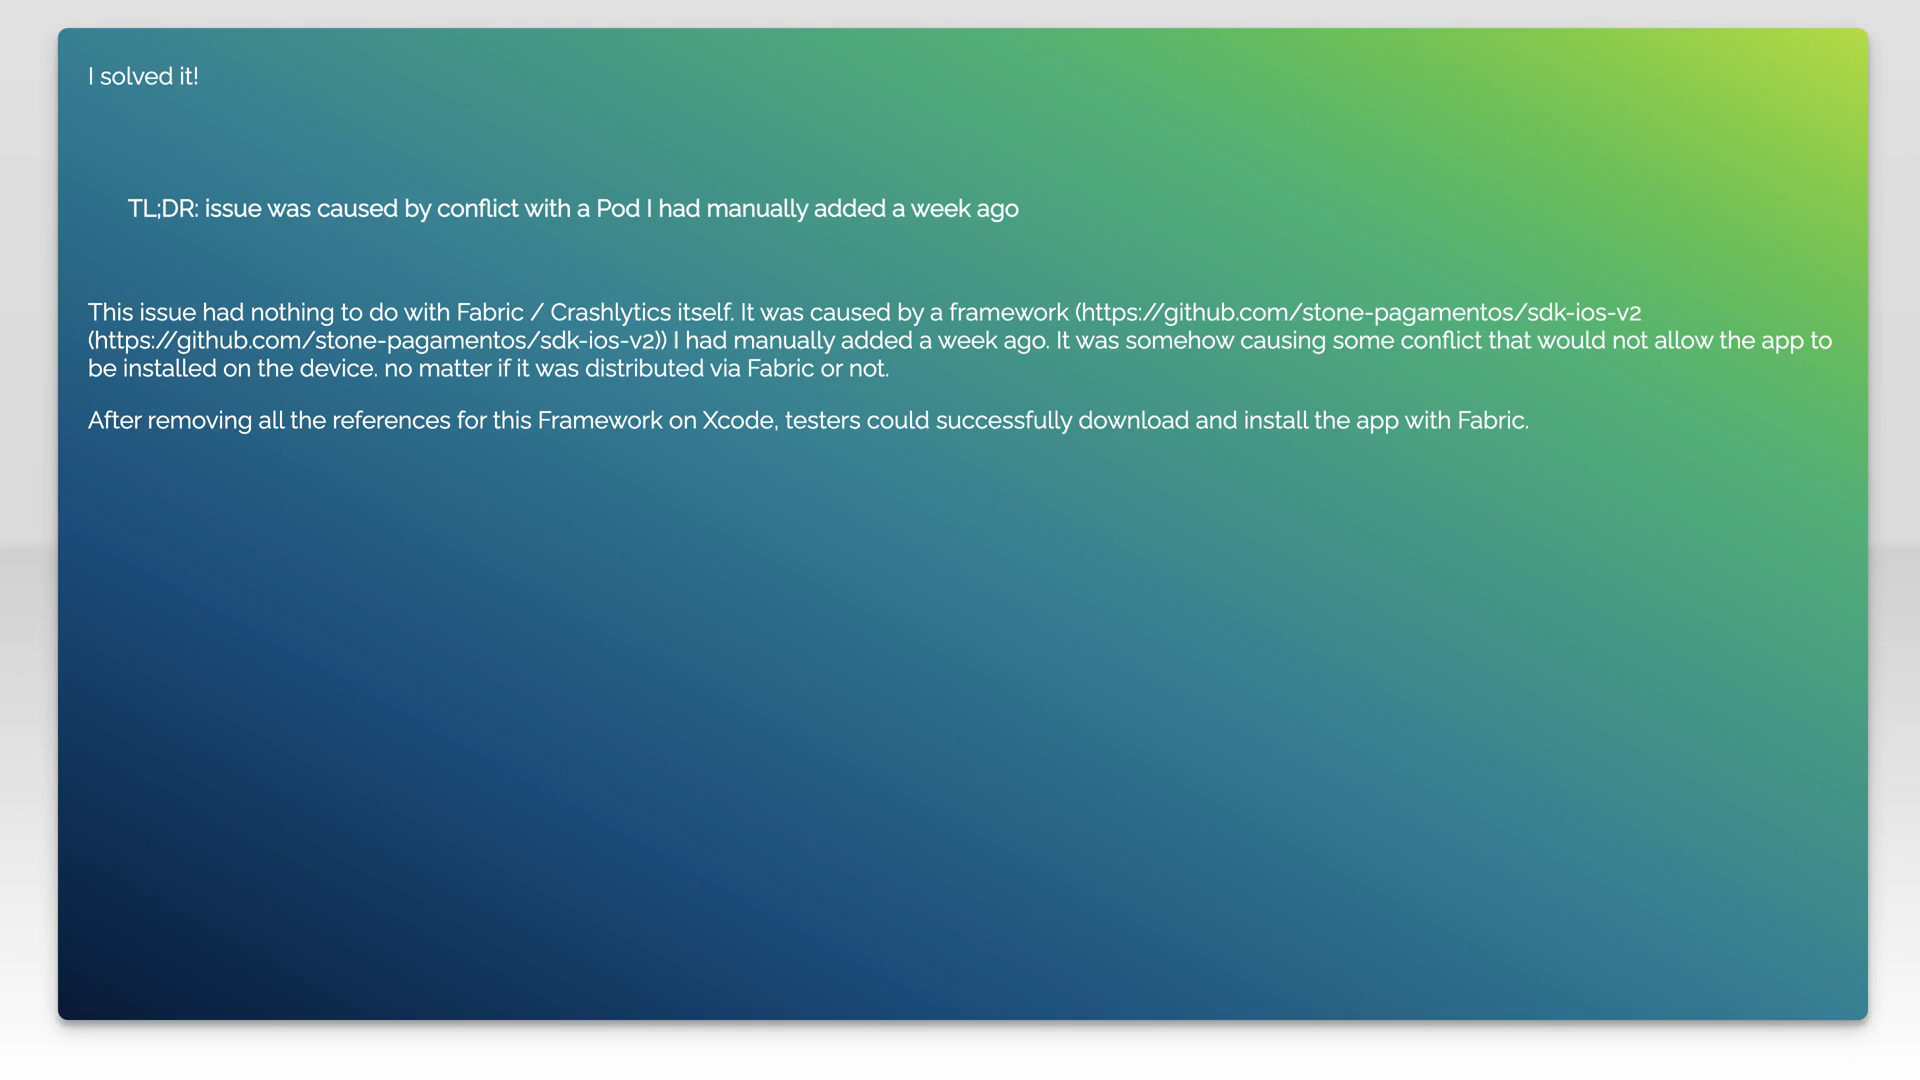 I solved it!
TL;DR: issue was caused by conflict with a Pod I had manually added a week ago
This issue had nothing to do with Fabric / Crashlytics itself. It was caused by a framework (https://github.com/stone-pagamentos/sdk-ios-v2
(https://github.com/stone-pagamentos/sdk-ios-v2)) I had manually added a week ago. It was somehow causing some conflict that would not allow the app to
be installed on the device. no matter if it was distributed via Fabric or not.
After removing all the references for this Framework on Xcode, testers could successfully download and install the app with Fabric.